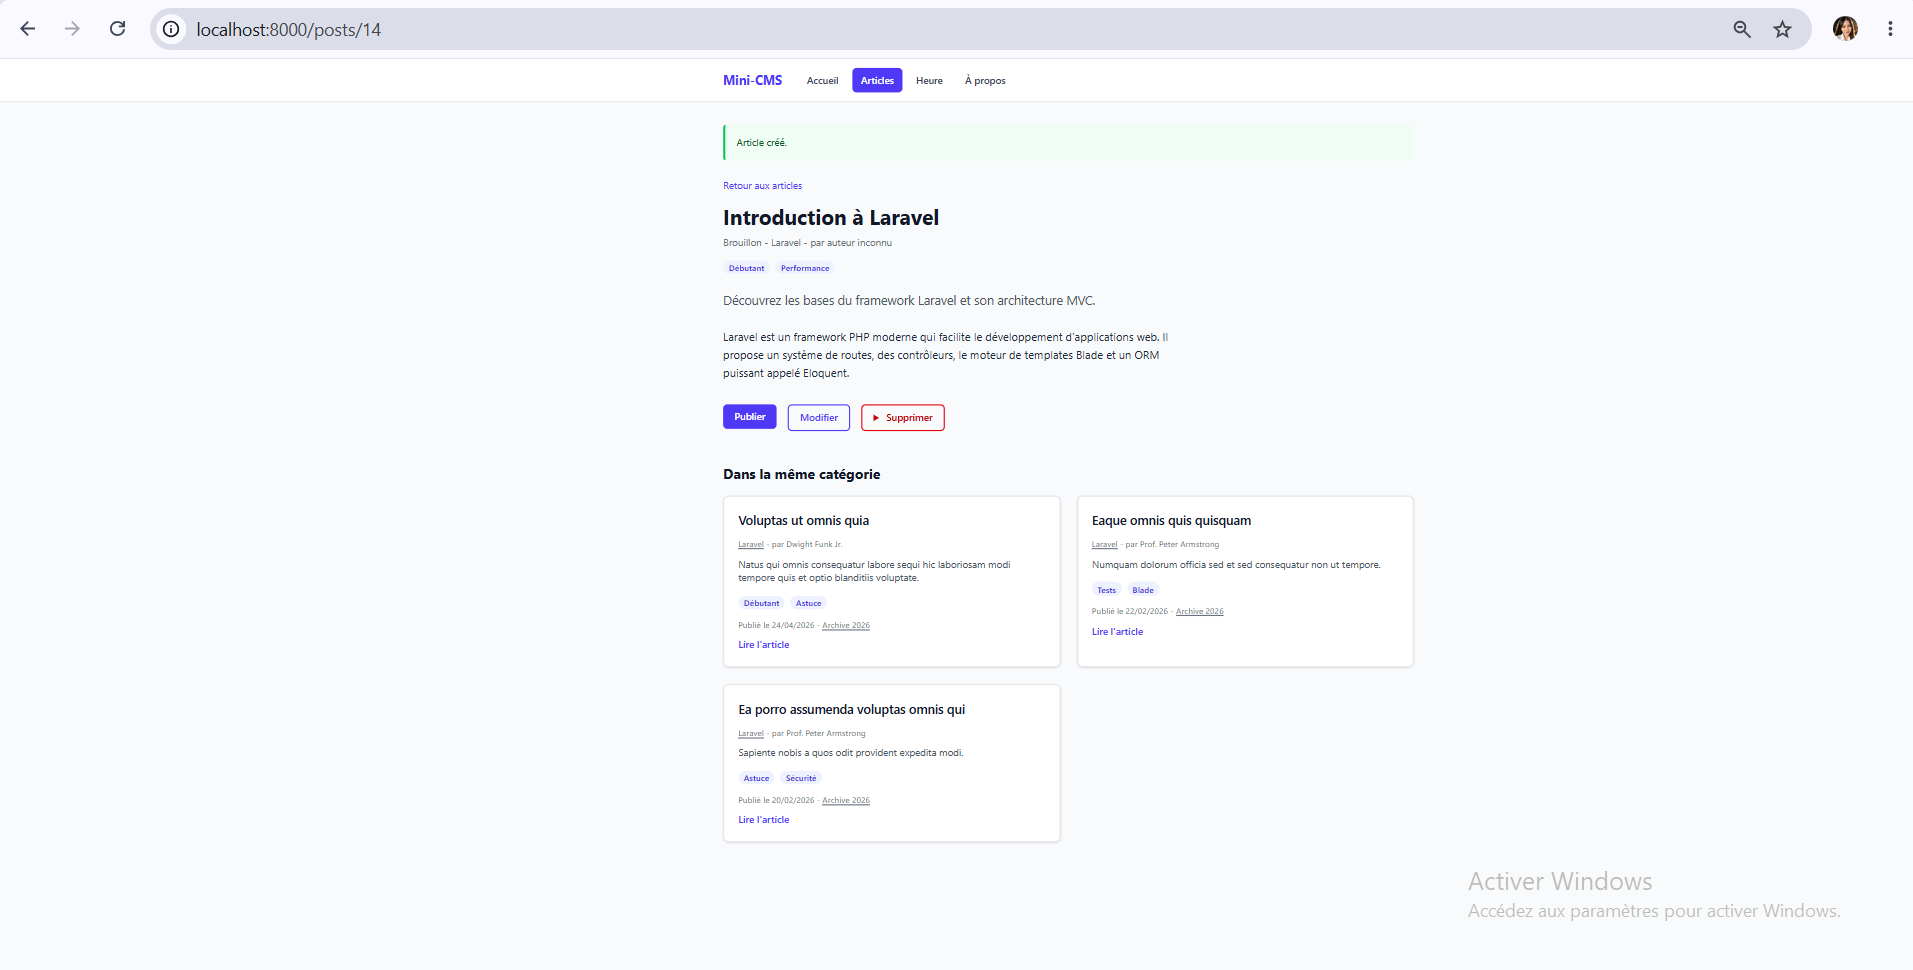 localhost:8000/posts/14
Mini-CMS Accueil Articles Heure À propos
Article créé.
Retour aux articles
Introduction à Laravel
Brouillon - Laravel - par auteur inconnu
Débutant Performance
Découvrez les bases du framework Laravel et son architecture MVC.
Laravel est un framework PHP moderne qui facilite le développement d'applications web. Il
propose un système de routes, des contrôleurs, le moteur de templates Blade et un ORM
puissant appelé Eloquent.
Publier Modifier Supprimer
Dans la même catégorie
Voluptas ut omnis quia
Laravel - par Dwight Funk Jr.
Natus qui omnis consequatur labore sequi hic laboriosam modi
tempore quis et optio blanditiis voluptate.
Débutant Astuce
Publié le 24/04/2026 - Archive 2026
Lire l'article
Eaque omnis quis quisquam
Laravel - par Prof. Peter Armstrong
Numquam dolorum officia sed et sed consequatur non ut tempore.
Tests Blade
Publié le 22/02/2026 - Archive 2026
Lire l'article
Ea porro assumenda voluptas omnis qui
Laravel - par Prof. Peter Armstrong
Sapiente nobis a quos odit provident expedita modi.
Astuce Sécurité
Publié le 20/02/2026 - Archive 2026
Lire l'article
Activer Windows
Accédez aux paramètres pour activer Windows.